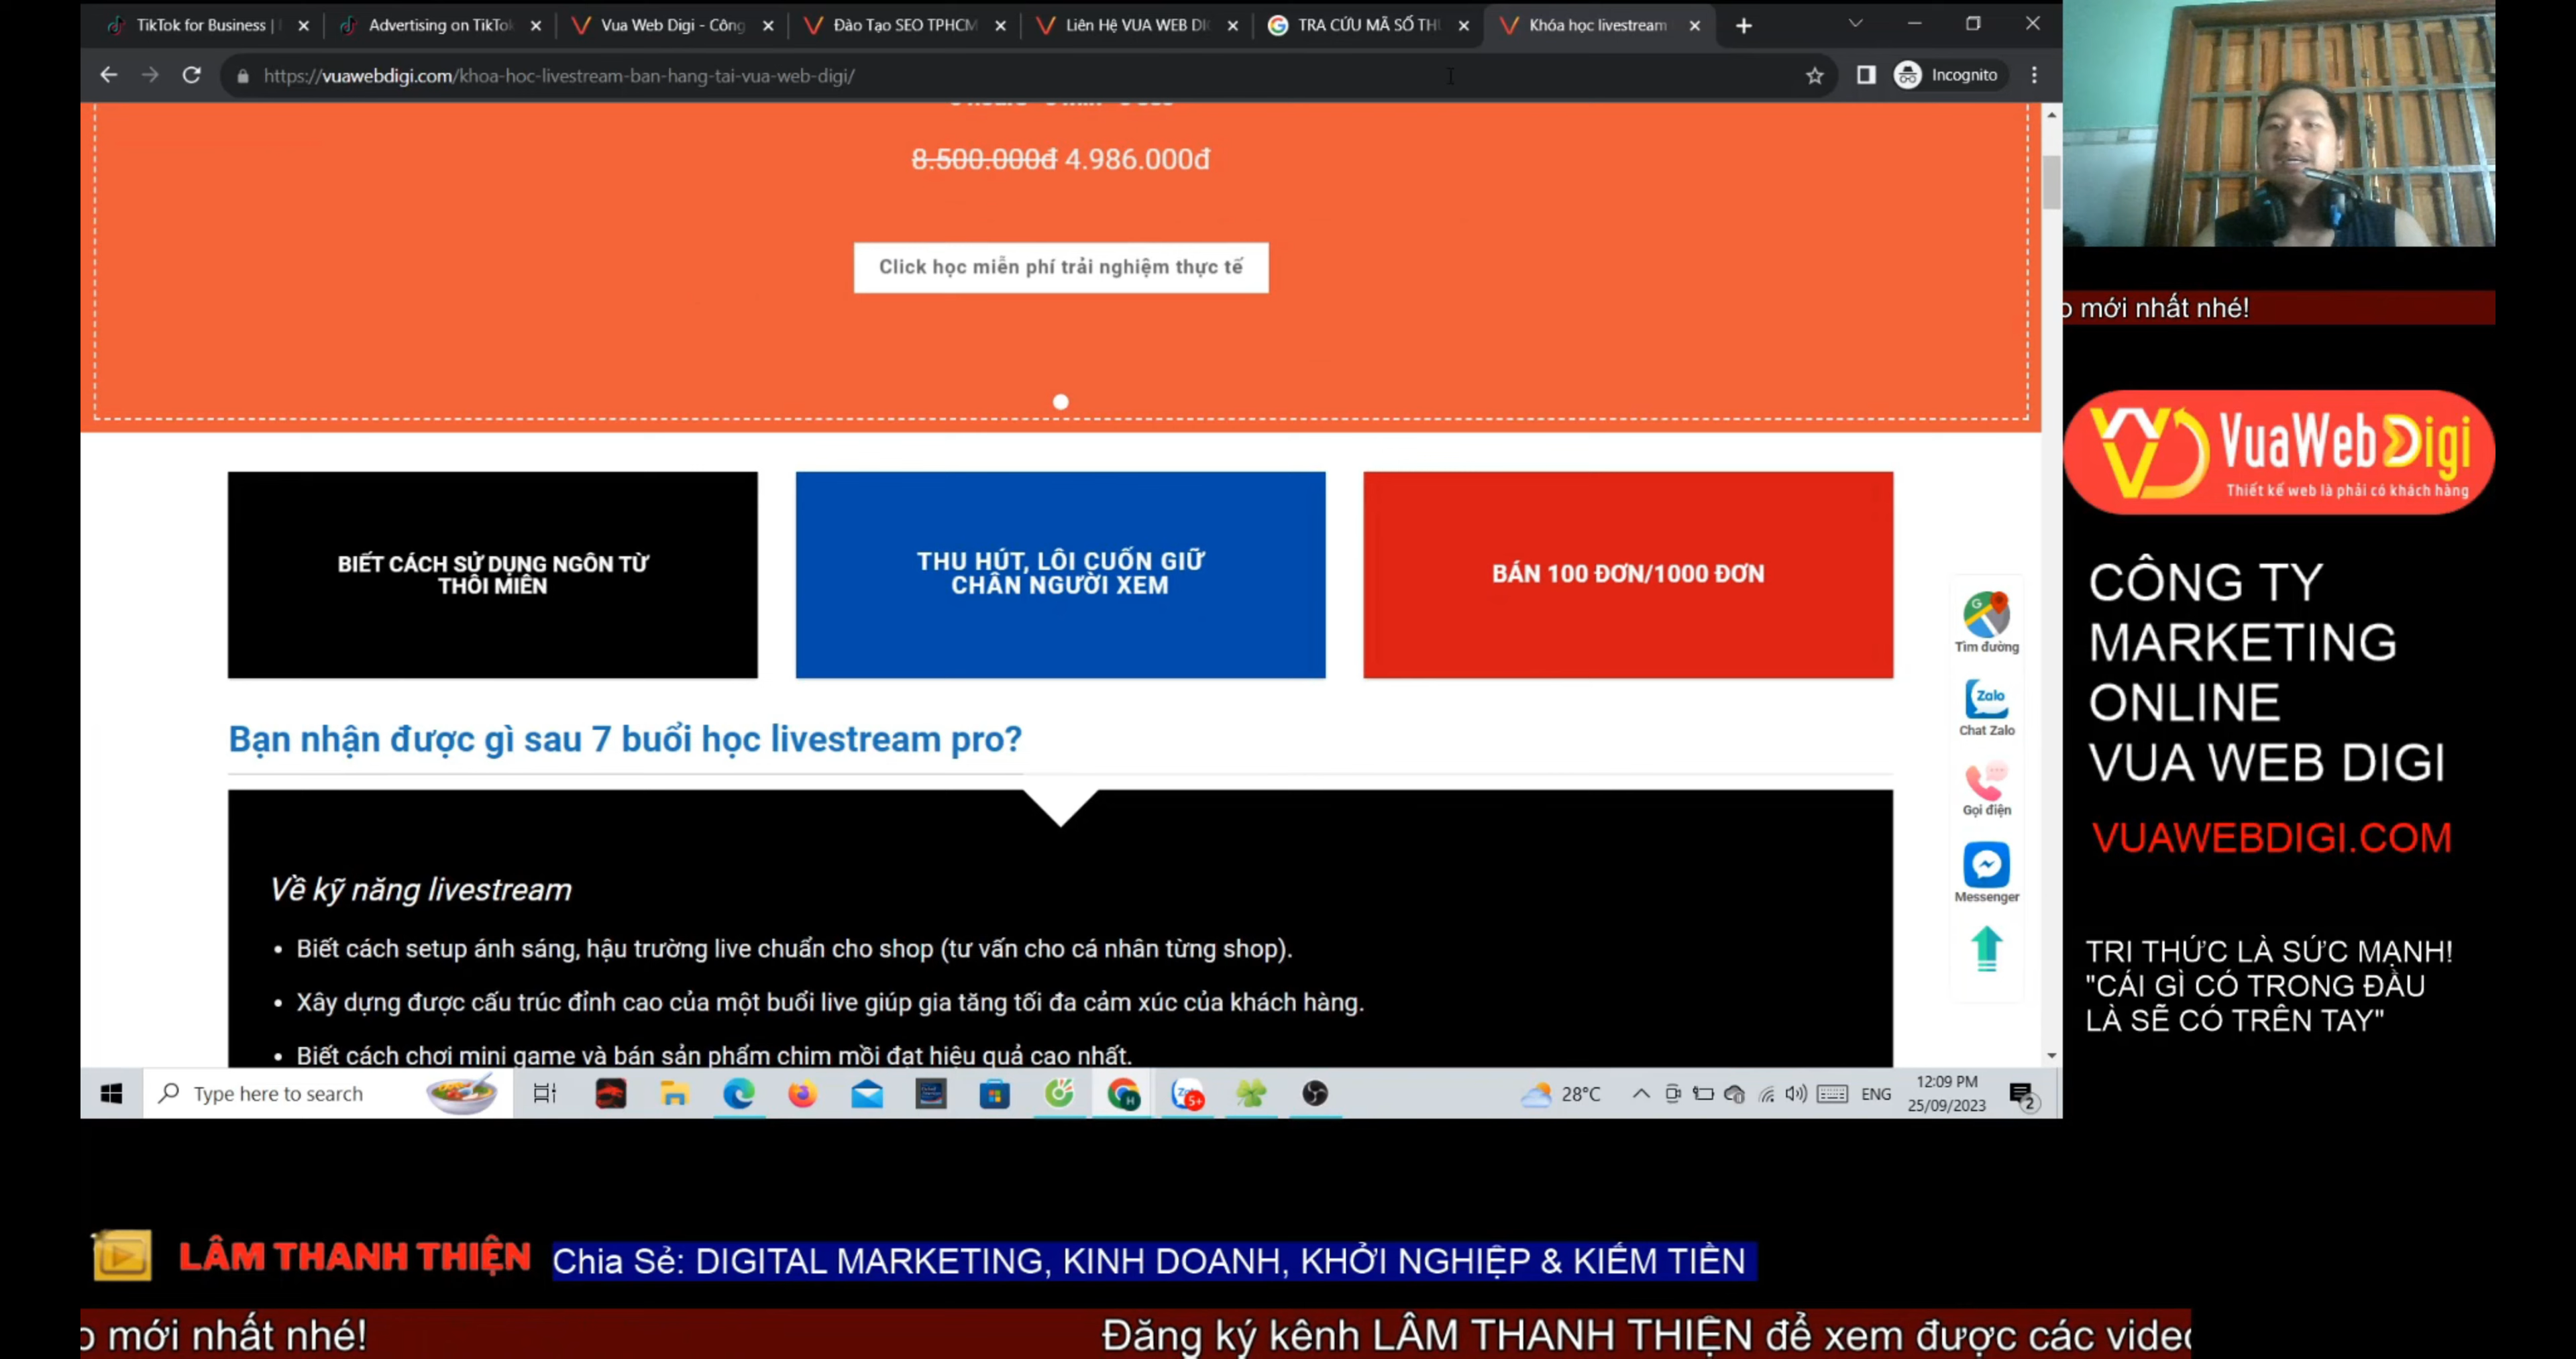 TikTok for Business |
Advertising on TikTo
Vua Web Digi - Công
Đào Tạo SEO TPHCM
Liên Hệ VUA WEB DI
TRA CỨU MÃ SỐ TH
Khóa học livestream
https://vuawebdigi.com/khoa-hoc-livestream-ban-hang-tai-vua-web-digi/
Incognito
8.500.000đ 4.986.000đ
Click học miễn phí trải nghiệm thực tế
BIẾT CÁCH SỬ DỤNG NGÔN TỪ
THÔI MIÊN
THU HÚT, LÔI CUỐN GIỮ
CHÂN NGƯỜI XEM
BÁN 100 ĐƠN/1000 ĐƠN
Bạn nhận được gì sau 7 buổi học livestream pro?
Về kỹ năng livestream
• Biết cách setup ánh sáng, hậu trường live chuẩn cho shop (tư vấn cho cá nhân từng shop).
• Xây dựng được cấu trúc đỉnh cao của một buổi live giúp gia tăng tối đa cảm xúc của khách hàng.
• Biết cách chơi mini game và bán sản phẩm chim mồi đạt hiệu quả cao nhất.
Tìm đường
Zalo
Chat Zalo
Gọi điện
Messenger
Type here to search
5+
28°C
ENG
12:09 PM
25/09/2023
2
mới nhất nhé!
VuaWebDigi
Thiết kế web là phải có khách hàng
CÔNG TY
MARKETING
ONLINE
VUA WEB DIGI
VUAWEBDIGI.COM
TRI THỨC LÀ SỨC MẠNH!
"CÁI GÌ CÓ TRONG ĐẦU
LÀ SẼ CÓ TRÊN TAY"
LÂM THANH THIỆN
Chia Sẻ: DIGITAL MARKETING, KINH DOANH, KHỞI NGHIỆP & KIẾM TIỀN
mới nhất nhé!
Đăng ký kênh LÂM THANH THIỆN để xem được các video